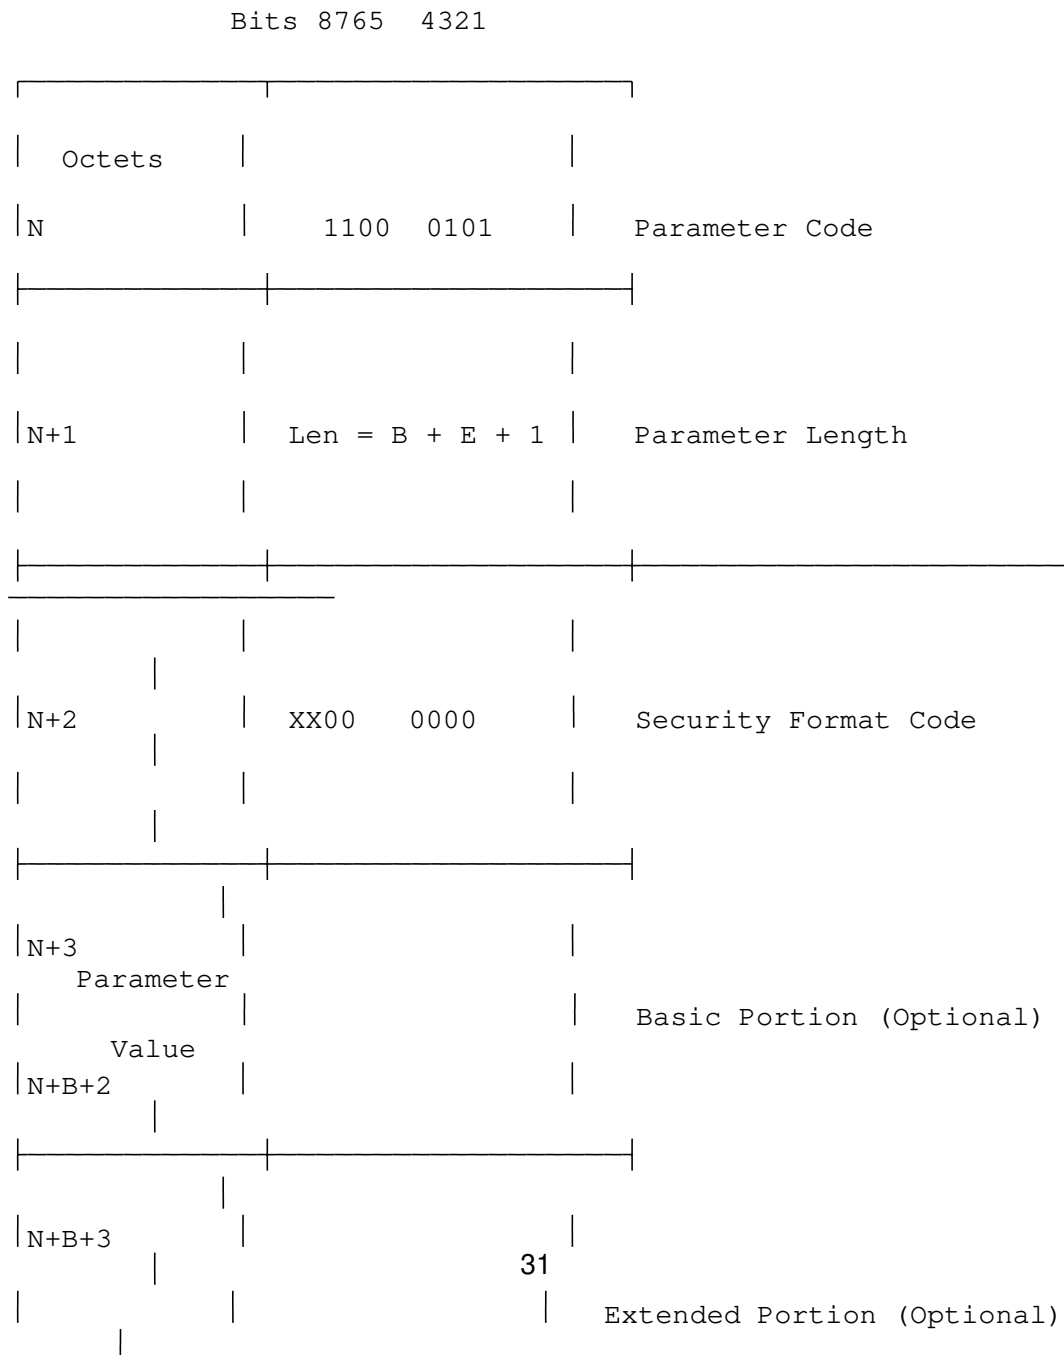 Bits 8765 4321
Octets
N 1100 0101 Parameter Code
N+1 Len = B + E + 1 Parameter Length
N+2 XX00 0000 Security Format Code
N+3
Parameter
Basic Portion (Optional)
Value
N+B+2
N+B+3
31
Extended Portion (Optional)